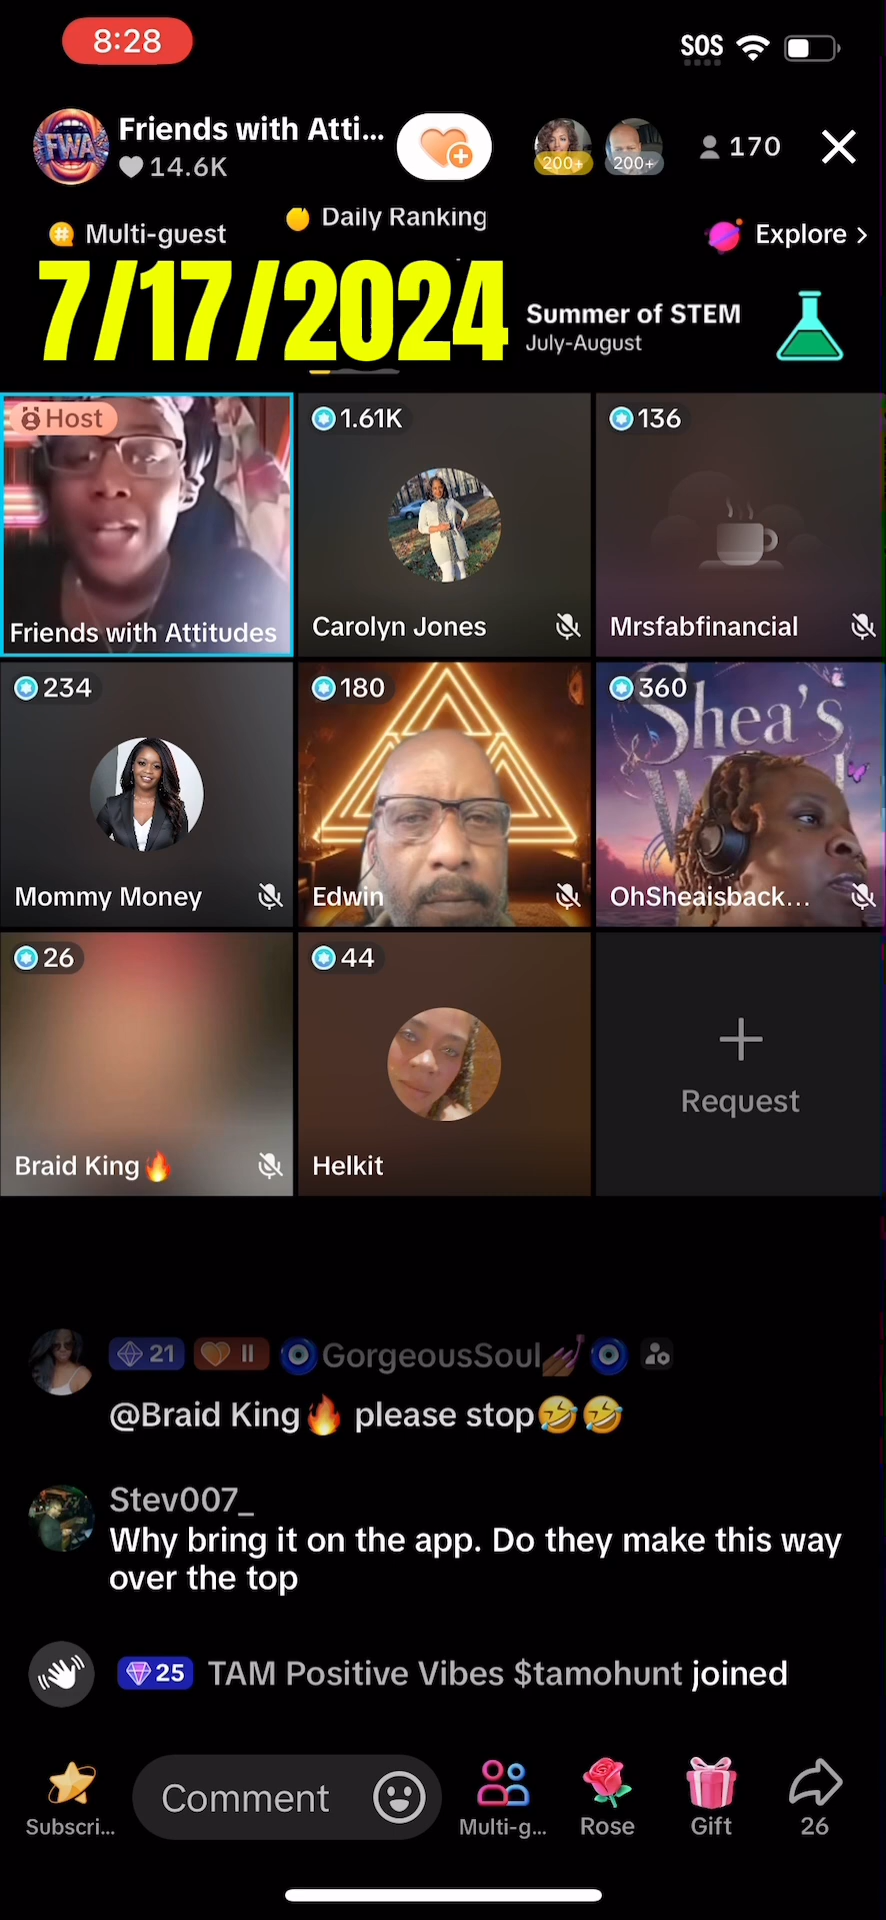 8:28
SOS
FWA
Friends with Atti...
14.6K
200+
200+
170
Multi-guest
Daily Ranking
Explore >
7/17/2024
Summer of STEM
July-August
Host
Friends with Attitudes
1.61K
Carolyn Jones
136
Mrsfabfinancial
234
Mommy Money
180
Edwin
360
Shea's
OhSheaisback...
26
Braid King🔥
44
Helkit
Request
21 II 🧿GorgeousSoul💅🏾🧿
@Braid King🔥 please stop🤣🤣
Stev007_
Why bring it on the app. Do they make this way
over the top
25 TAM Positive Vibes $tamohunt joined
Subscri...
Comment
Multi-g...
Rose
Gift
26